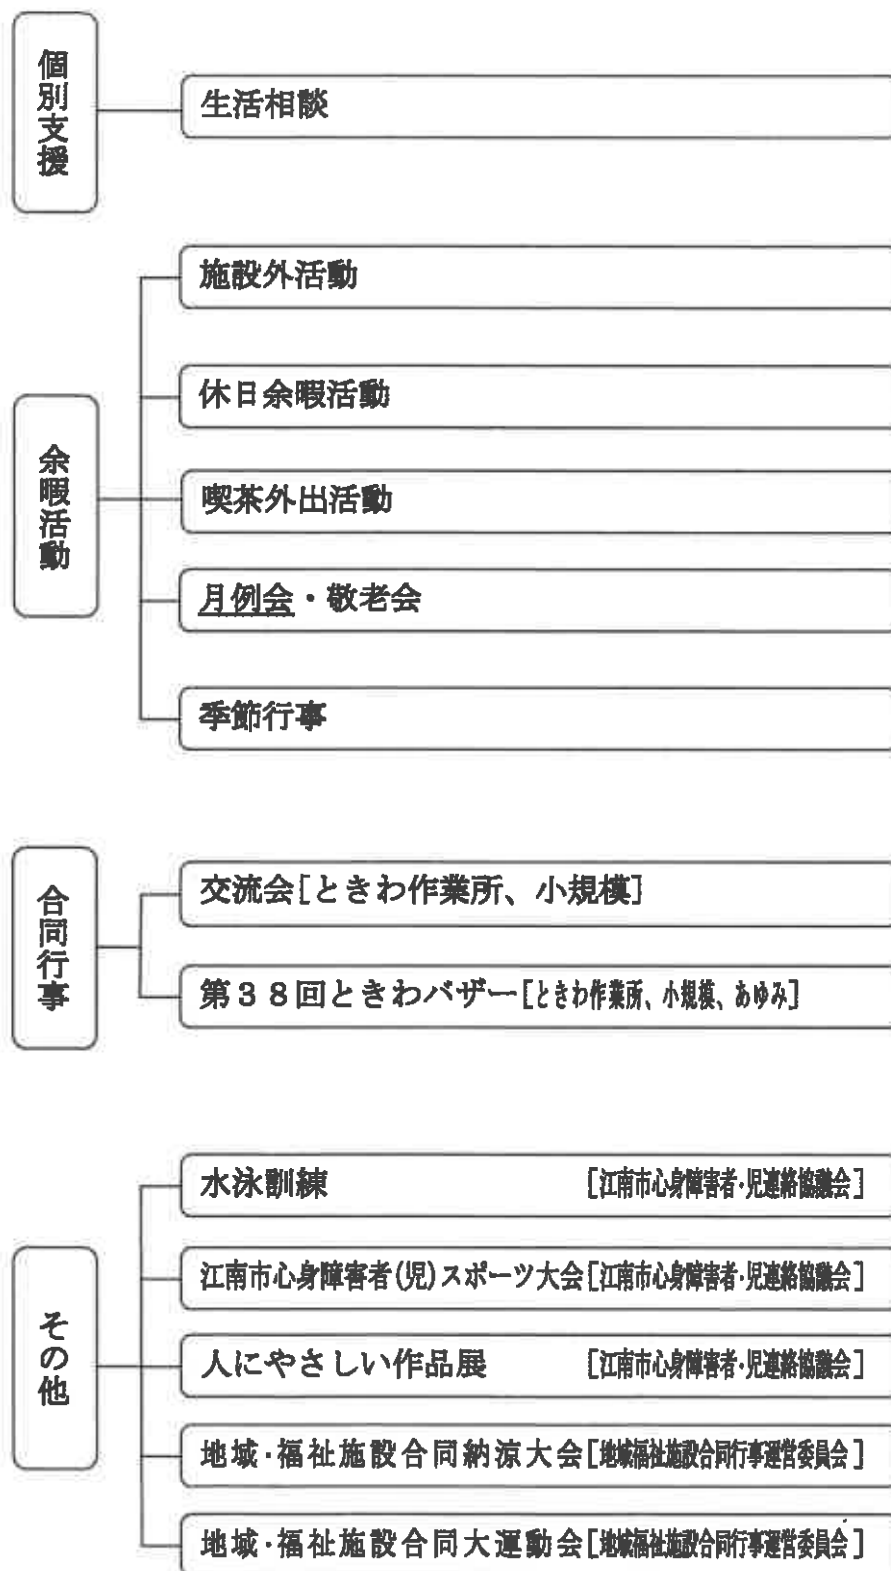 個別支援
生活相談
余暇活動
施設外活動
休日余暇活動
喫茶外出活動
月例会・敬老会
季節行事
合同行事
交流会[ときわ作業所、小規模]
第３８回ときわバザー[ときわ作業所、小規模、あゆみ]
その他
水泳訓練 [江南市心身障害者・児連絡協議会]
江南市心身障害者(児)スポーツ大会[江南市心身障害者・児連絡協議会]
人にやさしい作品展 [江南市心身障害者・児連絡協議会]
地域・福祉施設合同納涼大会[地域福祉施設合同行事運営委員会]
地域・福祉施設合同大運動会[地域福祉施設合同行事運営委員会]